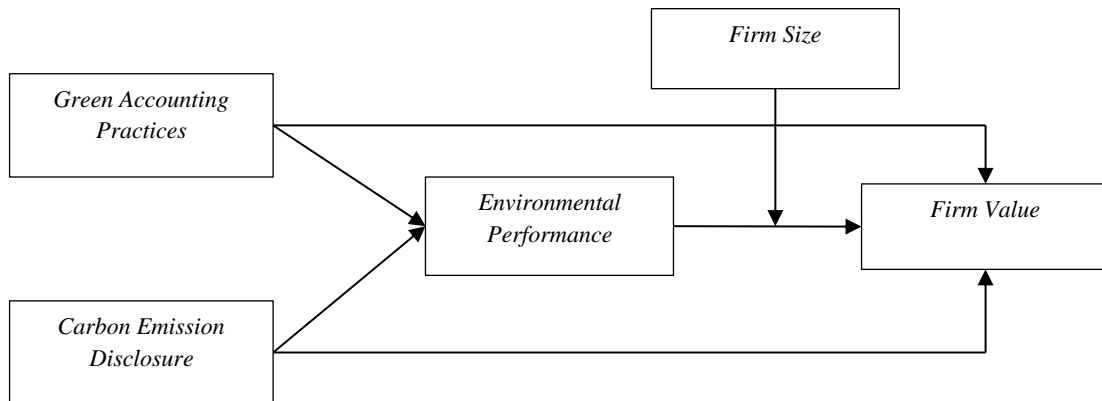 Firm Size
Green Accounting
Practices
Environmental
Performance
Firm Value
Carbon Emission
Disclosure